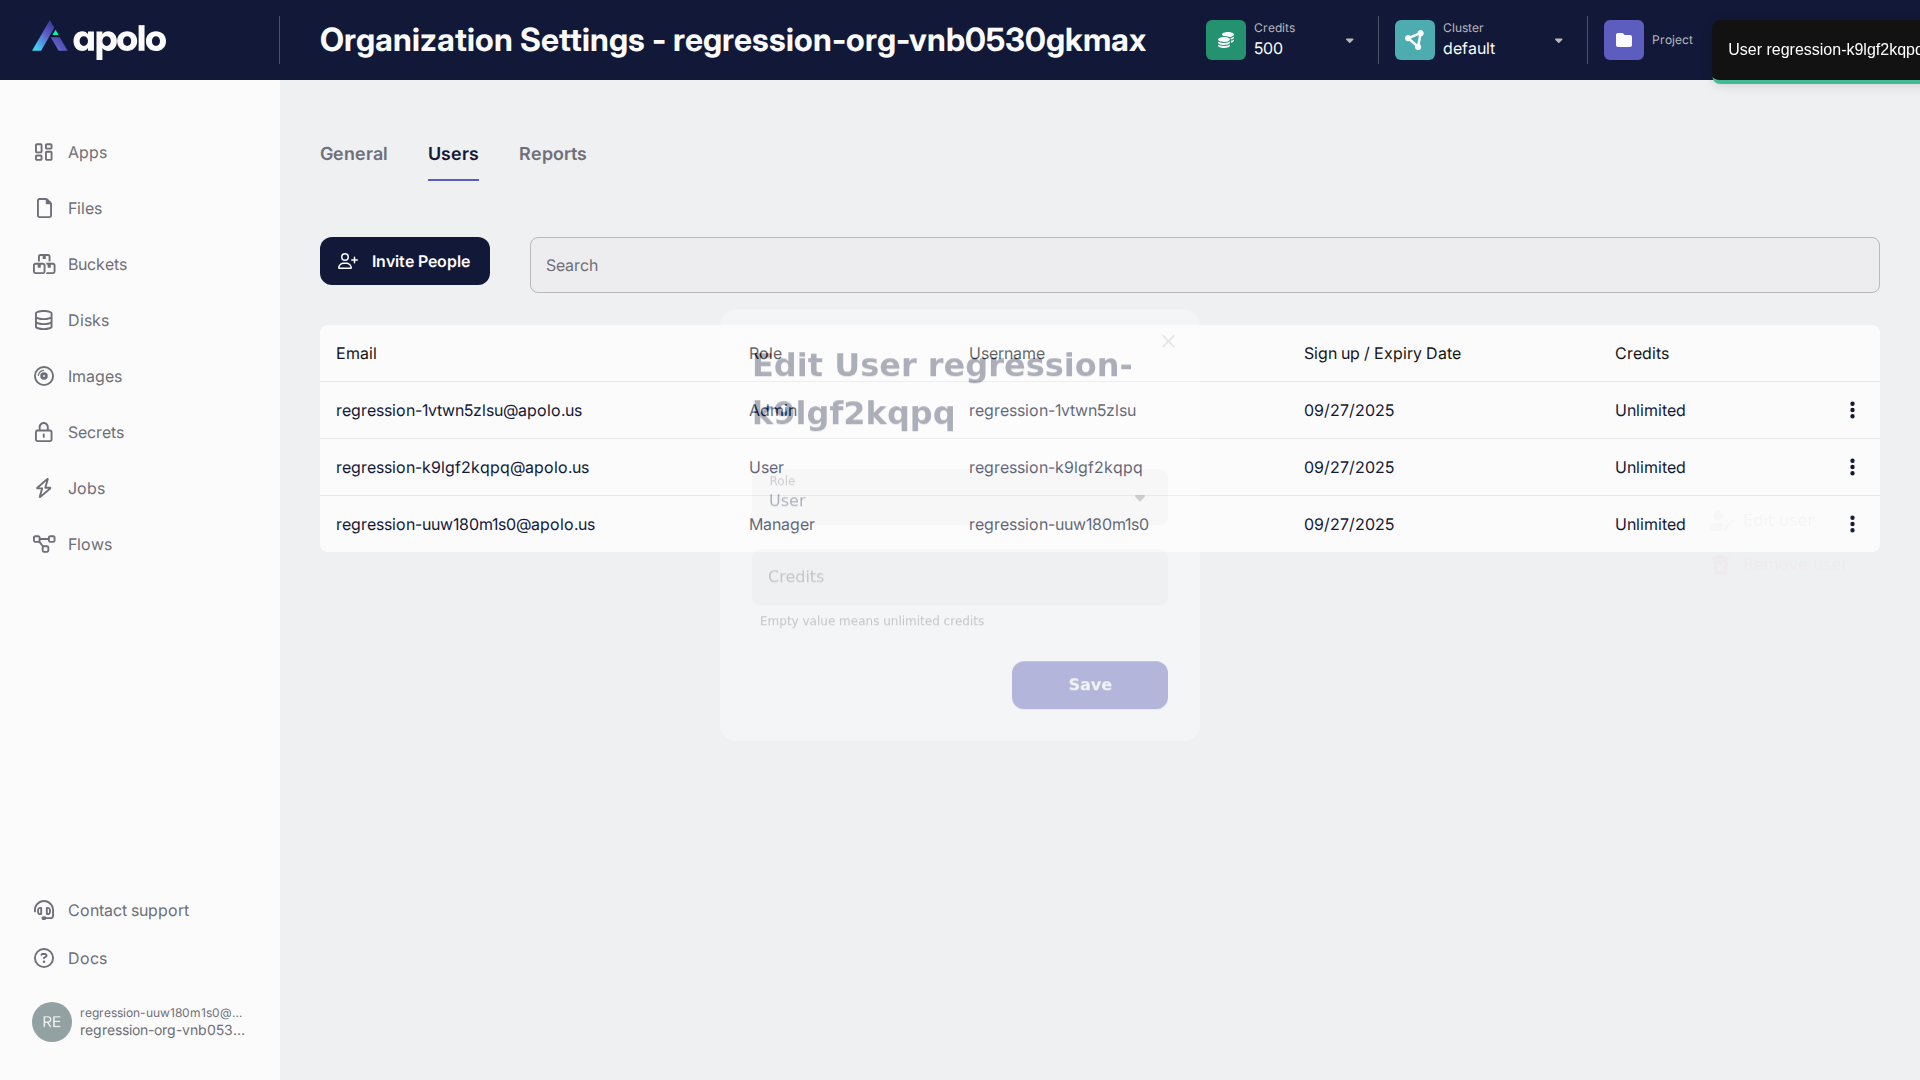 apolo
Organization Settings - regression-org-vnb0530gkmax
Credits
500
Cluster
default
Project
User regression-k9lgf2kqpq
Apps
Files
Buckets
Disks
Images
Secrets
Jobs
Flows
Contact support
Docs
RE
regression-uuw180m1s0@...
regression-org-vnb053...
General
Users
Reports
Invite People
Search
Email
Role
Username
Sign up / Expiry Date
Credits
regression-1vtwn5zlsu@apolo.us
Admin
regression-1vtwn5zlsu
09/27/2025
Unlimited
regression-k9lgf2kqpq@apolo.us
User
regression-k9lgf2kqpq
09/27/2025
Unlimited
regression-uuw180m1s0@apolo.us
Manager
regression-uuw180m1s0
09/27/2025
Unlimited
Edit User regression-
k9lgf2kqpq
Role
User
Credits
Empty value means unlimited credits
Save
Edit user
Remove user